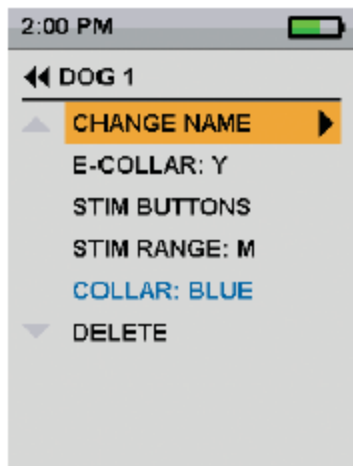 2:00 PM
DOG 1
CHANGE NAME
E-COLLAR: Y
STIM BUTTONS
STIM RANGE: M
COLLAR: BLUE
DELETE